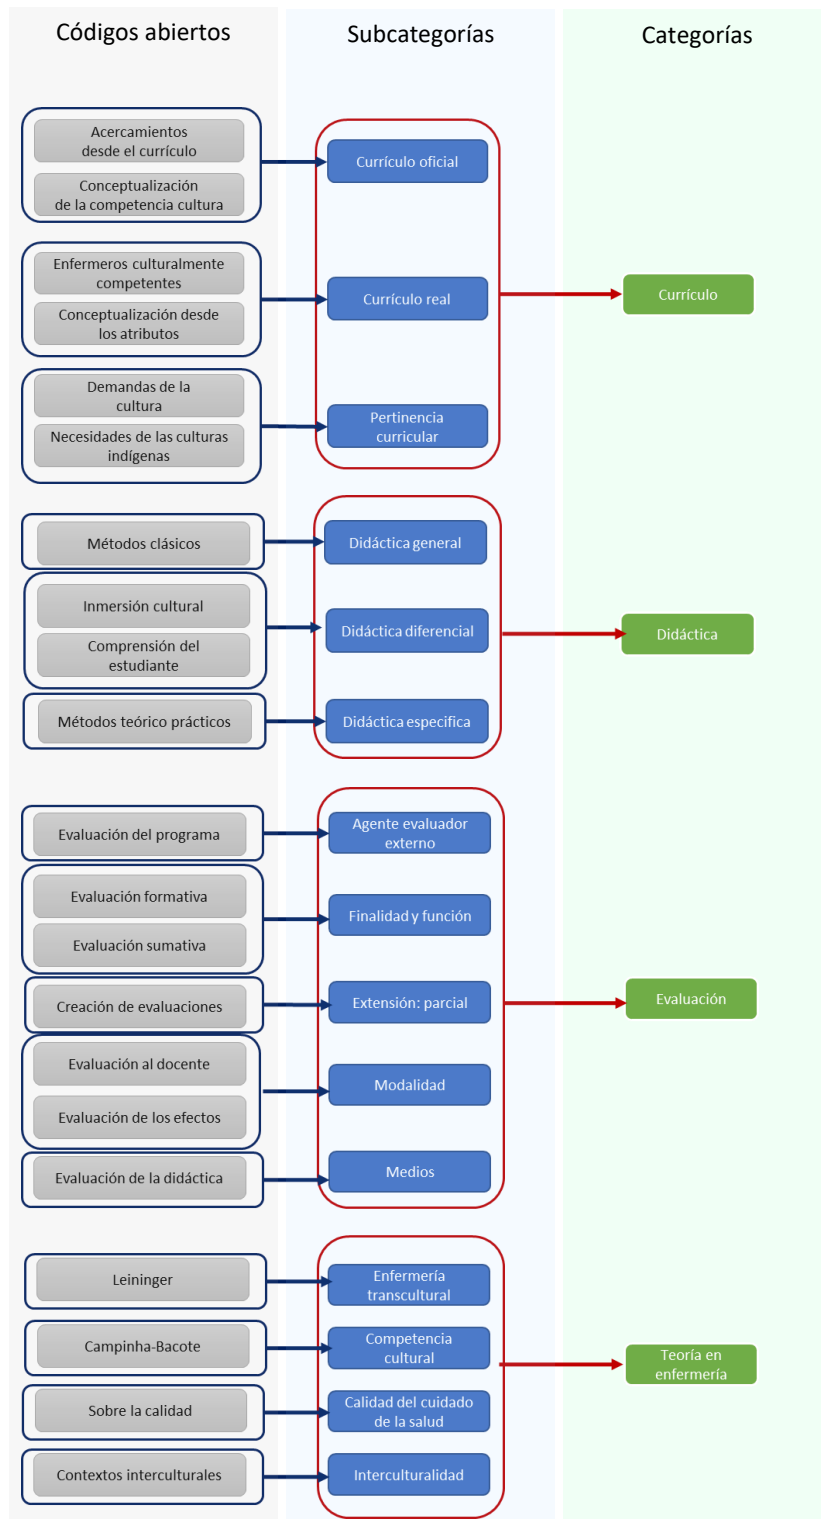 Códigos abiertos
Subcategorías
Categorías
Acercamientos
desde el currículo
Conceptualización
de la competencia cultura
Currículo oficial
Enfermeros culturalmente
competentes
Conceptualización desde
los atributos
Currículo real
Currículo
Demandas de la
cultura
Necesidades de las culturas
indígenas
Pertinencia
curricular
Métodos clásicos
Didáctica general
Inmersión cultural
Comprensión del
estudiante
Didáctica diferencial
Didáctica
Métodos teórico prácticos
Didáctica especifica
Evaluación del programa
Agente evaluador
externo
Evaluación formativa
Evaluación sumativa
Finalidad y función
Creación de evaluaciones
Extensión: parcial
Evaluación
Evaluación al docente
Evaluación de los efectos
Modalidad
Evaluación de la didáctica
Medios
Leininger
Enfermería
transcultural
Campinha-Bacote
Competencia
cultural
Teoría en
enfermería
Sobre la calidad
Calidad del cuidado
de la salud
Contextos interculturales
Interculturalidad